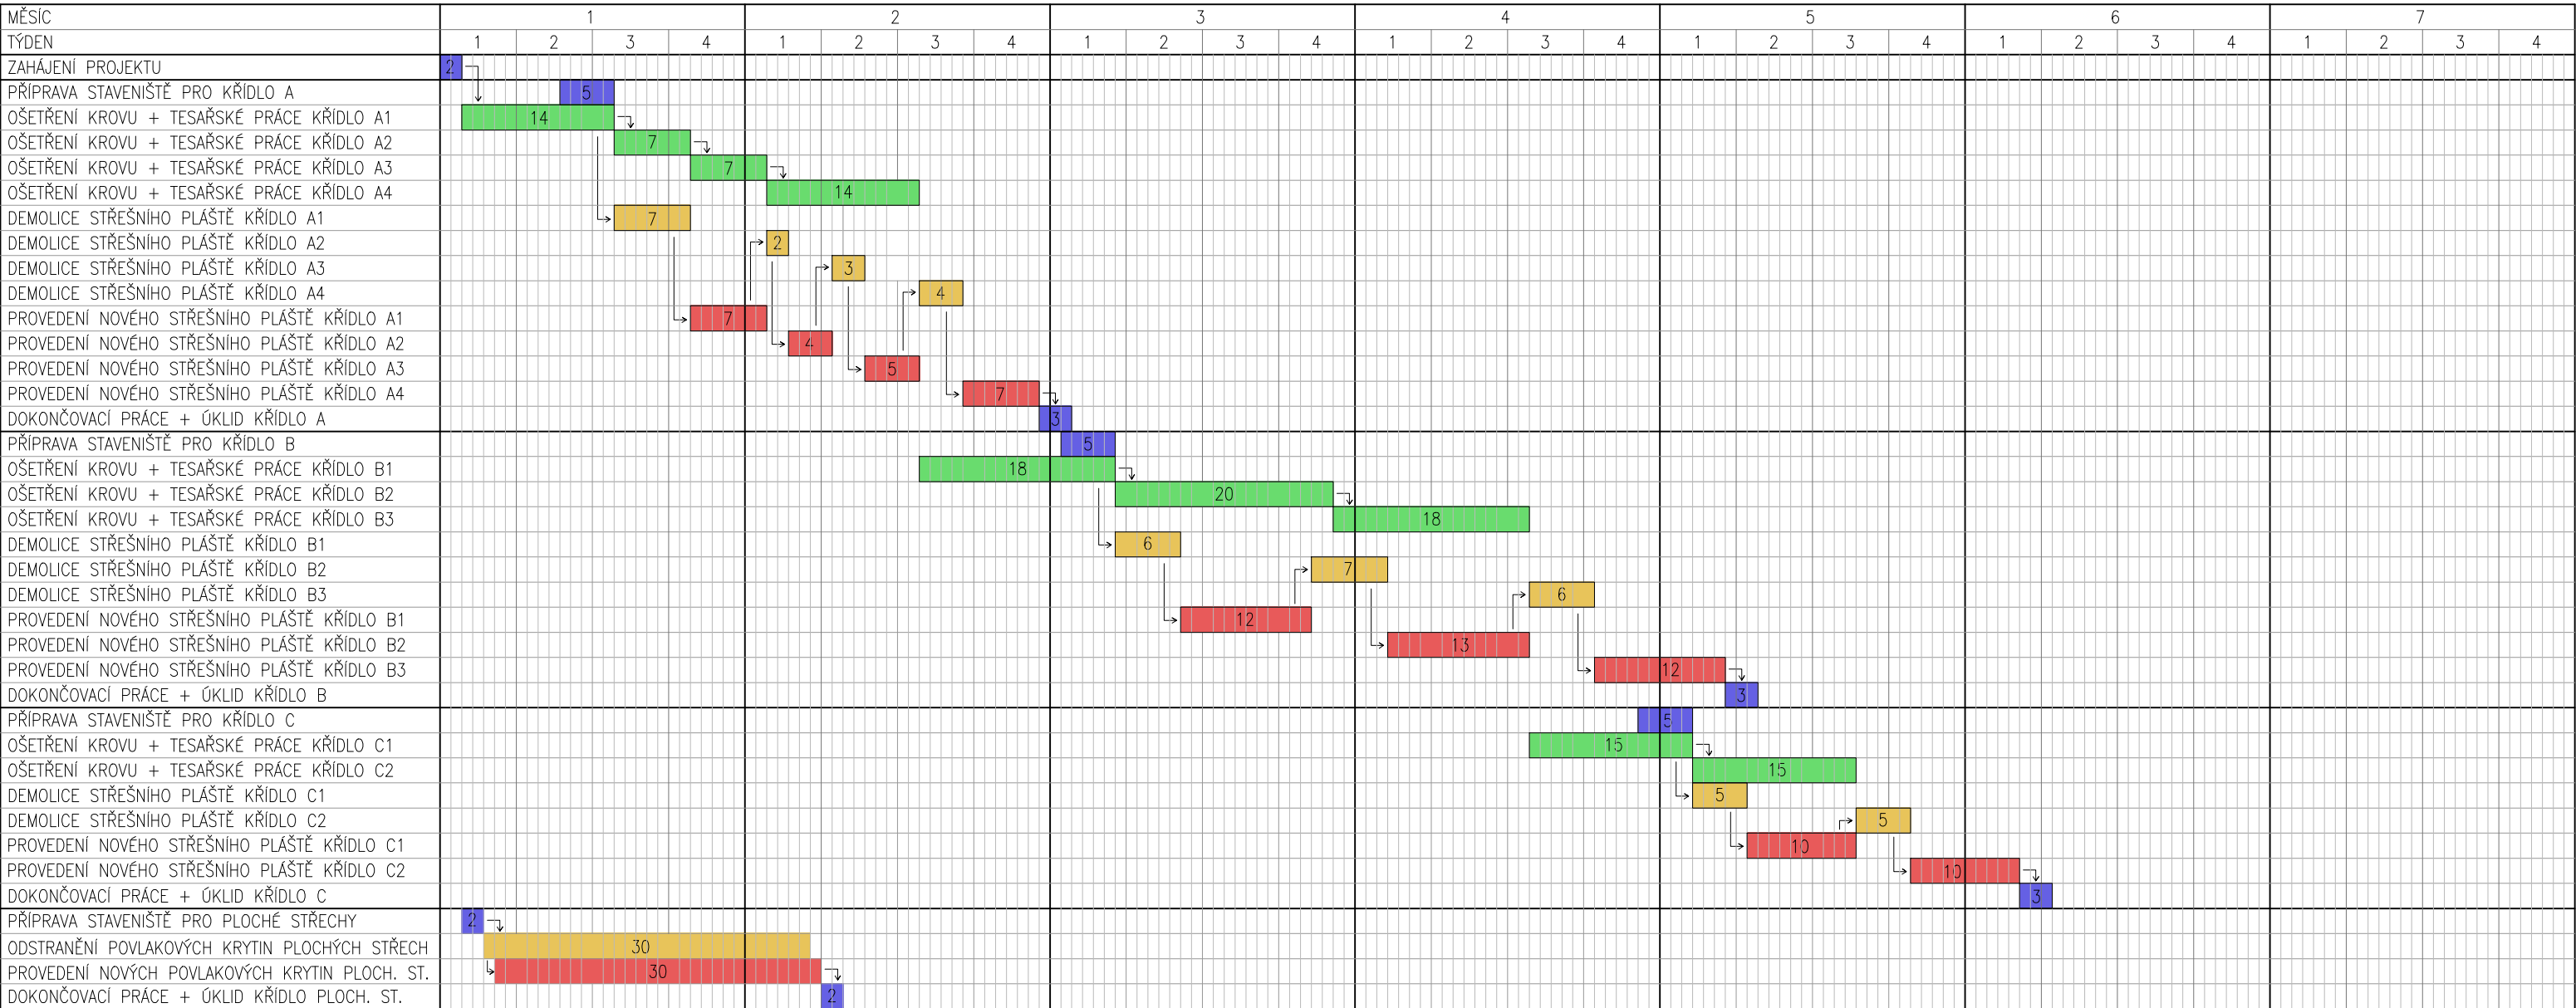 MĚSÍC 1 2 3 4 5 6 7
TÝDEN 1 2 3 4 1 2 3 4 1 2 3 4 1 2 3 4 1 2 3 4 1 2 3 4 1 2 3 4
ZAHÁJENÍ PROJEKTU 2
PŘÍPRAVA STAVENIŠTĚ PRO KŘÍDLO A 5
OŠETŘENÍ KROVU + TESAŘSKÉ PRÁCE KŘÍDLO A1 14
OŠETŘENÍ KROVU + TESAŘSKÉ PRÁCE KŘÍDLO A2 7
OŠETŘENÍ KROVU + TESAŘSKÉ PRÁCE KŘÍDLO A3 7
OŠETŘENÍ KROVU + TESAŘSKÉ PRÁCE KŘÍDLO A4 14
DEMOLICE STŘEŠNÍHO PLÁŠTĚ KŘÍDLO A1 7
DEMOLICE STŘEŠNÍHO PLÁŠTĚ KŘÍDLO A2 2
DEMOLICE STŘEŠNÍHO PLÁŠTĚ KŘÍDLO A3 3
DEMOLICE STŘEŠNÍHO PLÁŠTĚ KŘÍDLO A4 4
PROVEDENÍ NOVÉHO STŘEŠNÍHO PLÁŠTĚ KŘÍDLO A1 7
PROVEDENÍ NOVÉHO STŘEŠNÍHO PLÁŠTĚ KŘÍDLO A2 4
PROVEDENÍ NOVÉHO STŘEŠNÍHO PLÁŠTĚ KŘÍDLO A3 5
PROVEDENÍ NOVÉHO STŘEŠNÍHO PLÁŠTĚ KŘÍDLO A4 7
DOKONČOVACÍ PRÁCE + ÚKLID KŘÍDLO A 3
PŘÍPRAVA STAVENIŠTĚ PRO KŘÍDLO B 5
OŠETŘENÍ KROVU + TESAŘSKÉ PRÁCE KŘÍDLO B1 18
OŠETŘENÍ KROVU + TESAŘSKÉ PRÁCE KŘÍDLO B2 20
OŠETŘENÍ KROVU + TESAŘSKÉ PRÁCE KŘÍDLO B3 18
DEMOLICE STŘEŠNÍHO PLÁŠTĚ KŘÍDLO B1 6
DEMOLICE STŘEŠNÍHO PLÁŠTĚ KŘÍDLO B2 7
DEMOLICE STŘEŠNÍHO PLÁŠTĚ KŘÍDLO B3 6
PROVEDENÍ NOVÉHO STŘEŠNÍHO PLÁŠTĚ KŘÍDLO B1 12
PROVEDENÍ NOVÉHO STŘEŠNÍHO PLÁŠTĚ KŘÍDLO B2 13
PROVEDENÍ NOVÉHO STŘEŠNÍHO PLÁŠTĚ KŘÍDLO B3 12
DOKONČOVACÍ PRÁCE + ÚKLID KŘÍDLO B 3
PŘÍPRAVA STAVENIŠTĚ PRO KŘÍDLO C 5
OŠETŘENÍ KROVU + TESAŘSKÉ PRÁCE KŘÍDLO C1 15
OŠETŘENÍ KROVU + TESAŘSKÉ PRÁCE KŘÍDLO C2 15
DEMOLICE STŘEŠNÍHO PLÁŠTĚ KŘÍDLO C1 5
DEMOLICE STŘEŠNÍHO PLÁŠTĚ KŘÍDLO C2 5
PROVEDENÍ NOVÉHO STŘEŠNÍHO PLÁŠTĚ KŘÍDLO C1 10
PROVEDENÍ NOVÉHO STŘEŠNÍHO PLÁŠTĚ KŘÍDLO C2 10
DOKONČOVACÍ PRÁCE + ÚKLID KŘÍDLO C 3
PŘÍPRAVA STAVENIŠTĚ PRO PLOCHÉ STŘECHY 2
ODSTRANĚNÍ POVLAKOVÝCH KRYTIN PLOCHÝCH STŘECH 30
PROVEDENÍ NOVÝCH POVLAKOVÝCH KRYTIN PLOCH. ST. 30
DOKONČOVACÍ PRÁCE + ÚKLID KŘÍDLO PLOCH. ST. 2